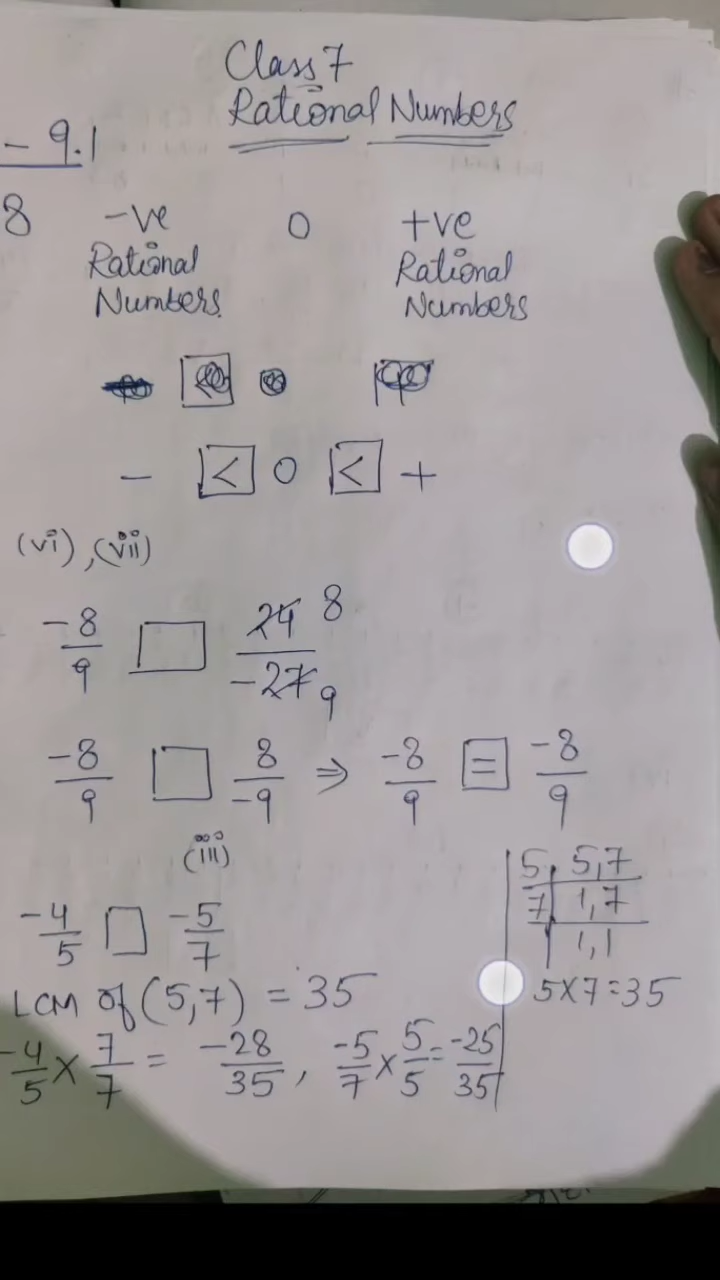 Class 7
Rational Numbers
- 9.1
8 -ve 0 +ve
Rational Rational
Numbers Numbers
- < 0 < +
(vi), (vii)
-8/9 □ 24/-27 8 9
-8/9 □ 8/-9 ⇒ -8/9 = -8/9
(iii)
-4/5 □ -5/7
5 5,7
7 1,7
1,1
5×7=35
LCM of (5,7) = 35
-4/5 × 7/7 = -28/35, -5/7 × 5/5 = -25/35